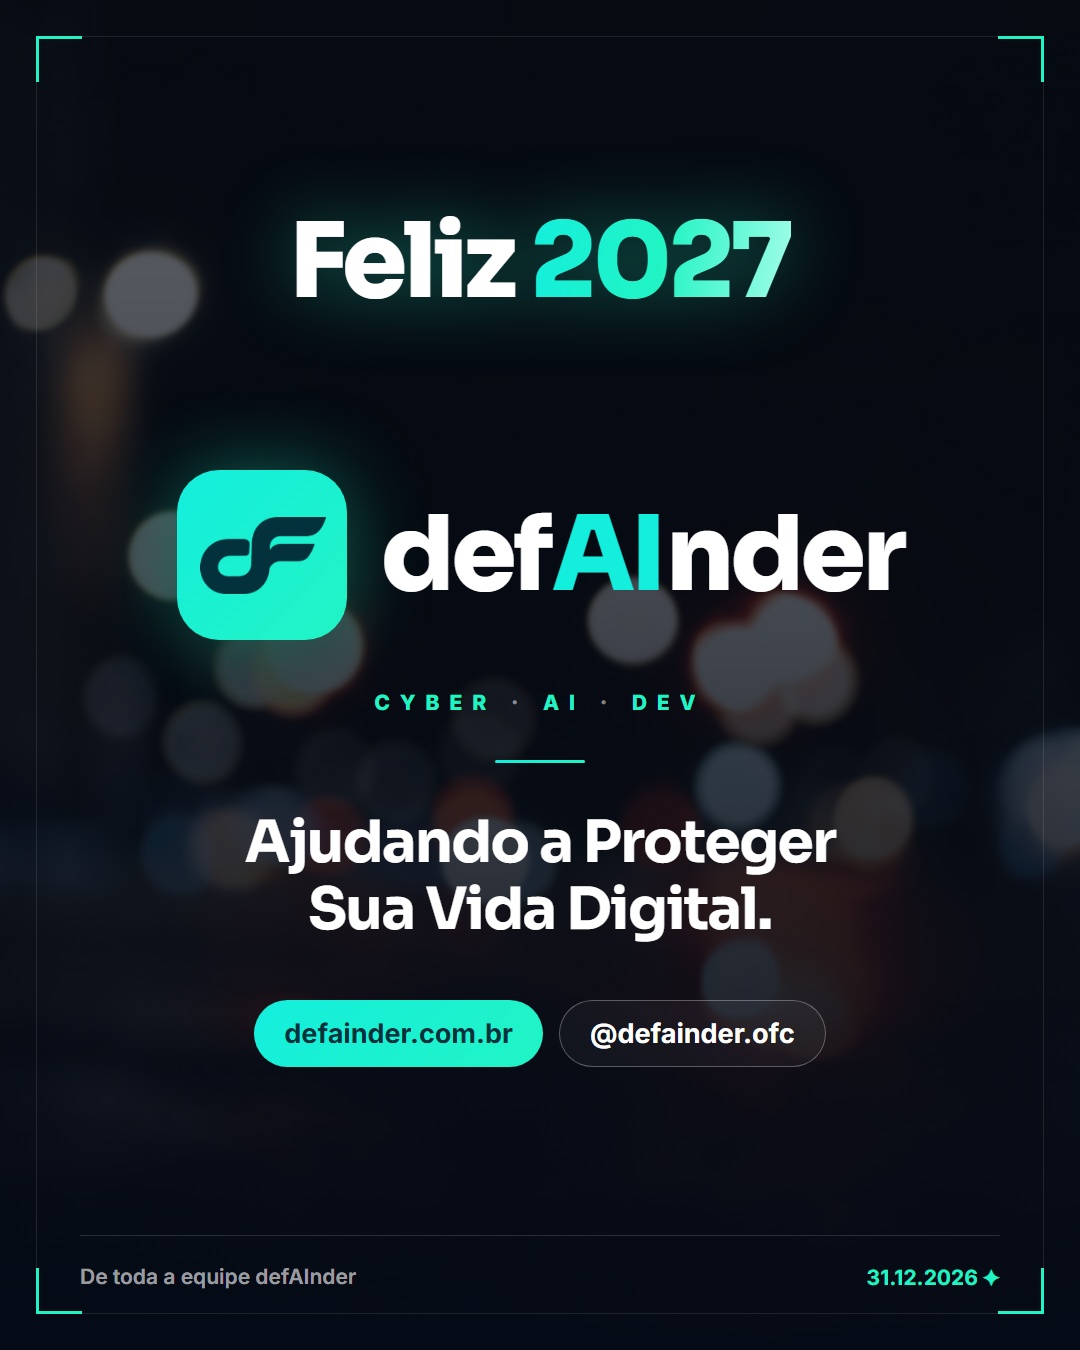 Feliz 2027
defAInder
CYBER · AI · DEV
Ajudando a Proteger
Sua Vida Digital.
defainder.com.br
@defainder.ofc
De toda a equipe defAInder
31.12.2026 ✦